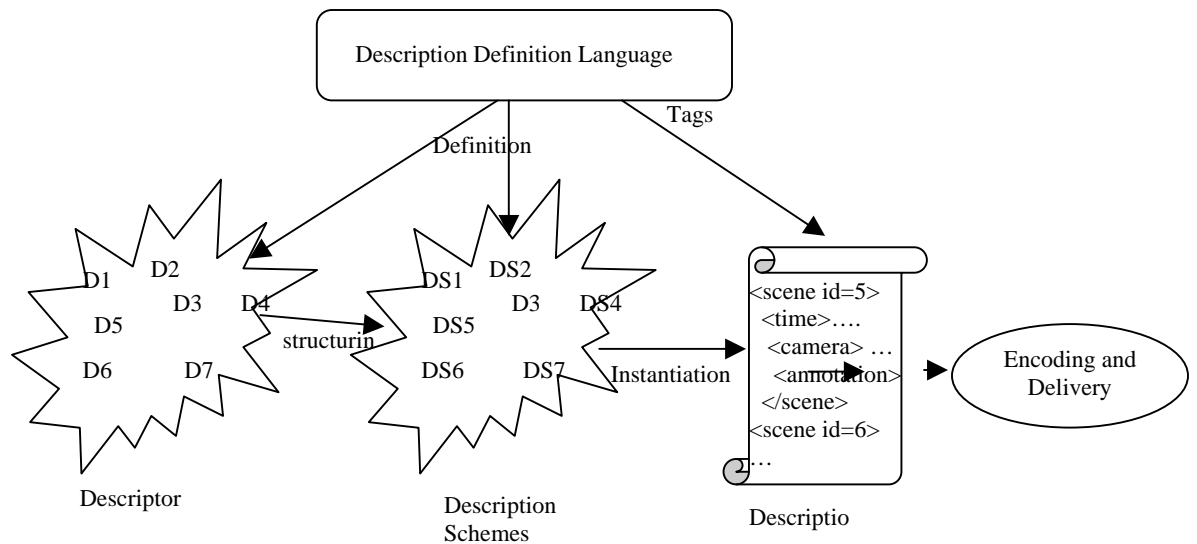 Description Definition Language
Tags
Definition
D1
D2
D3
D4
D5
D6
D7
structurin
DS1
DS2
D3
DS4
DS5
DS6
DS7
Instantiation
<scene id=5>
<time>….
<camera> …
<annotation>
</scene>
<scene id=6>
…
Encoding and
Delivery
Descriptor
Description
Schemes
Descriptio